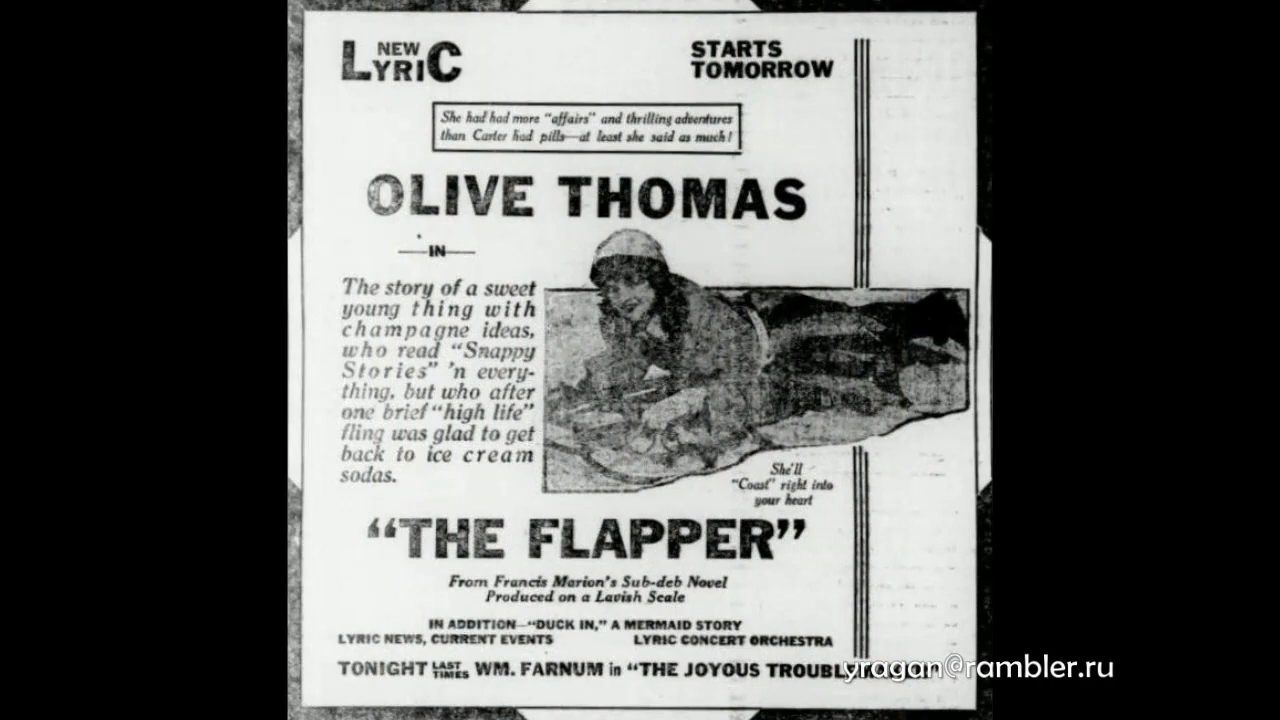 NEW
LYRIC
STARTS
TOMORROW
She had had more "affairs" and thrilling adventures
than Carter had pills—at least she said as much!
OLIVE THOMAS
IN
The story of a sweet
young thing with
champagne ideas,
who read "Snappy
Stories" 'n every-
thing, but who after
one brief "high life"
fling was glad to get
back to ice cream
sodas.
She'll
"Coast" right into
your heart
"THE FLAPPER"
From Francis Marion's Sub-deb Novel
Produced on a Lavish Scale
IN ADDITION—"DUCK IN," A MERMAID STORY
LYRIC NEWS, CURRENT EVENTS
LYRIC CONCERT ORCHESTRA
TONIGHT LAST TIMES WM. FARNUM in "THE JOYOUS
yragan@rambler.ru